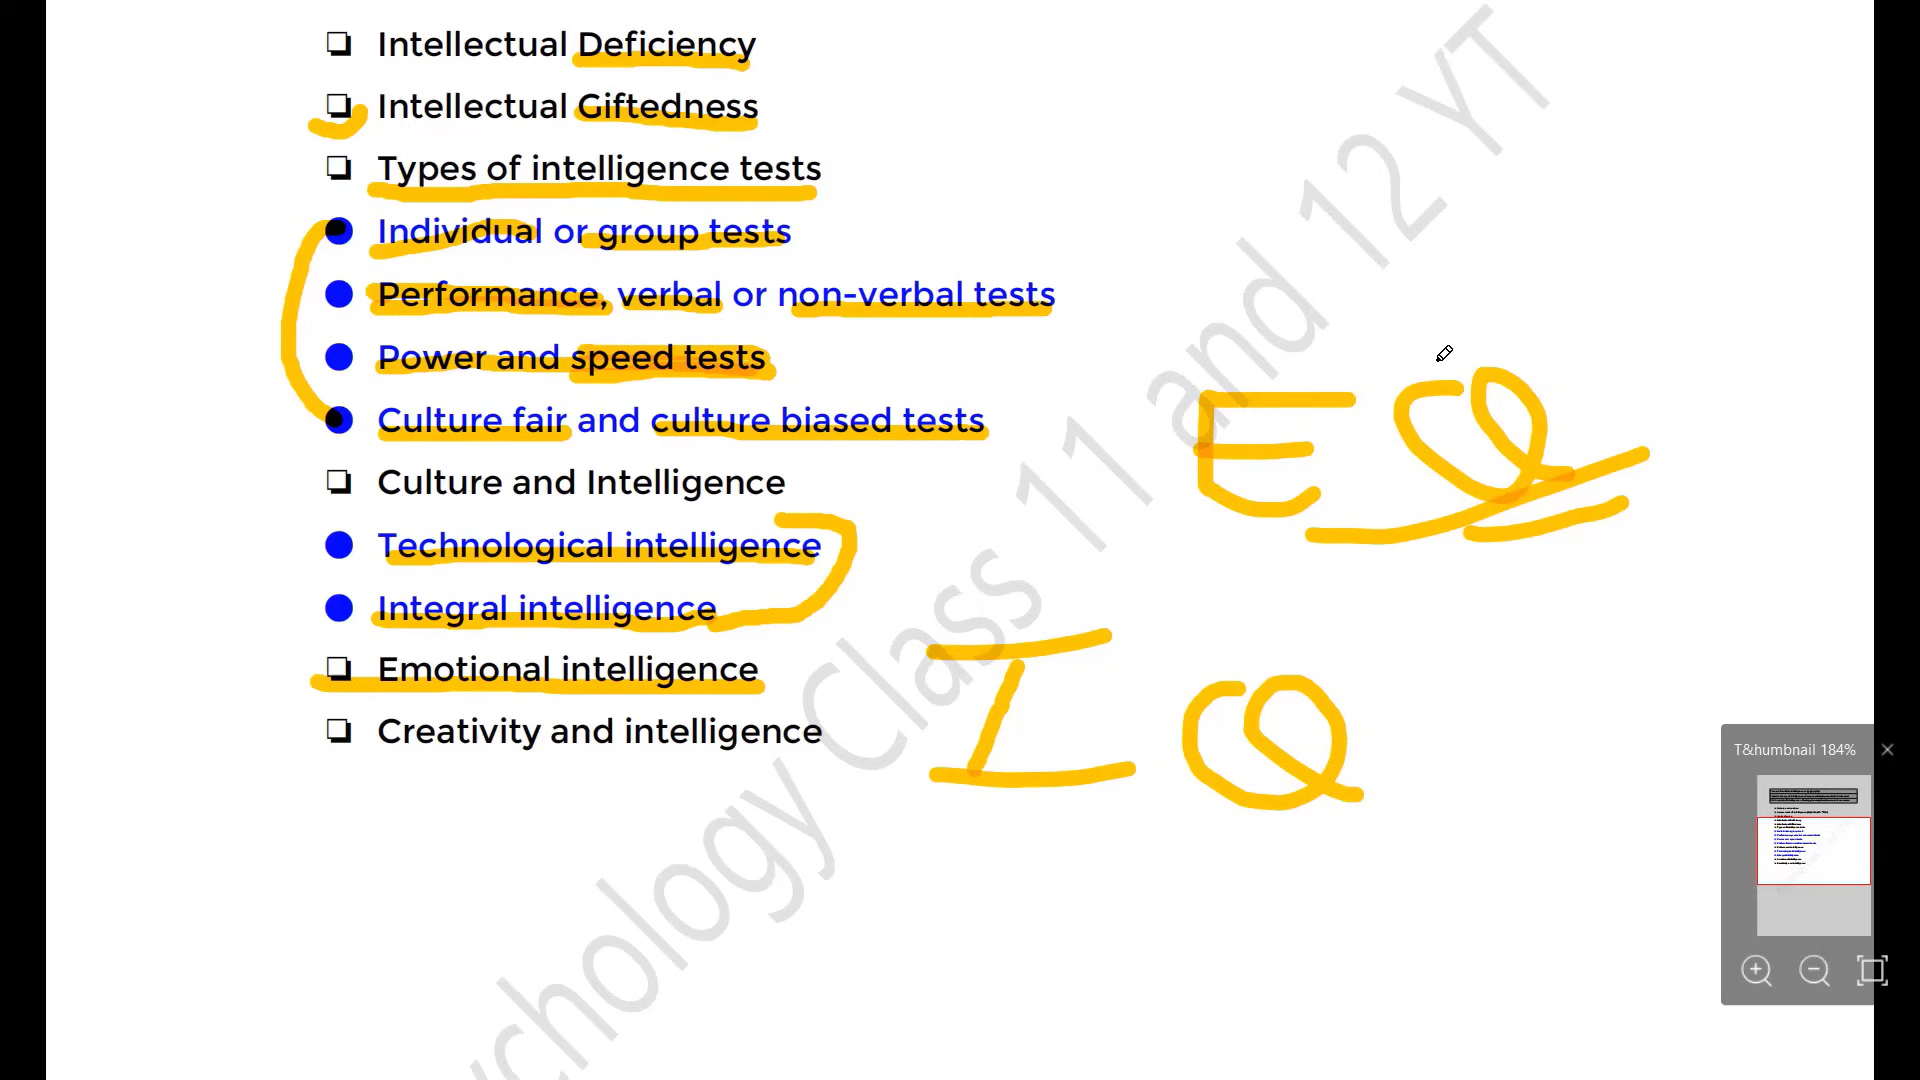 ❏ Intellectual Deficiency
❏ Intellectual Giftedness
❏ Types of intelligence tests
● Individual or group tests
● Performance, verbal or non-verbal tests
● Power and speed tests
● Culture fair and culture biased tests
❏ Culture and Intelligence
● Technological intelligence
● Integral intelligence
❏ Emotional intelligence
❏ Creativity and intelligence
EQ
IQ
ychology Class 11 and 12 YT
T&humbnail 184%